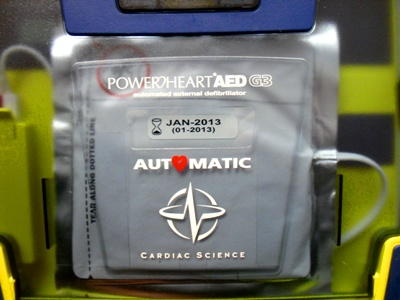 POWERHEART AED G3
automated external defibrillator
JAN-2013
(01-2013)
AUTOMATIC
TEAR ALONG DOTTED LINE
CARDIAC SCIENCE